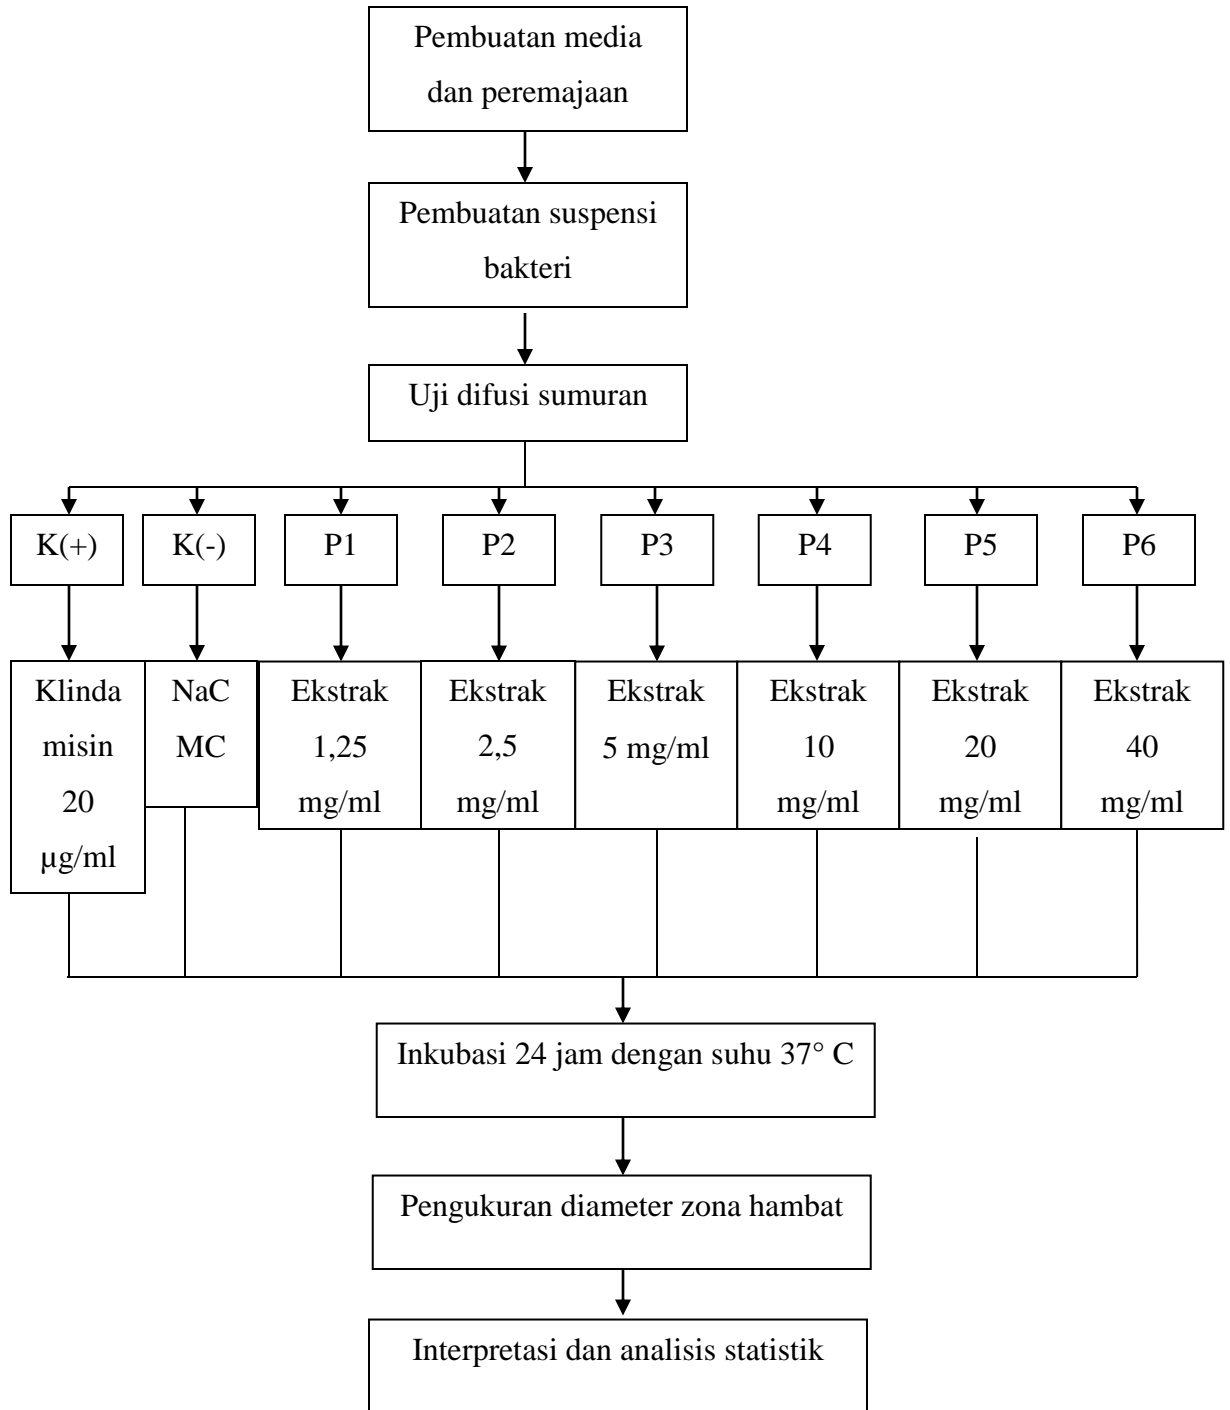 Pembuatan media
dan peremajaan
Pembuatan suspensi
bakteri
Uji difusi sumuran
K(+)
K(-)
P1
P2
P3
P4
P5
P6
Klinda
misin
20
µg/ml
NaC
MC
Ekstrak
1,25
mg/ml
Ekstrak
2,5
mg/ml
Ekstrak
5 mg/ml
Ekstrak
10
mg/ml
Ekstrak
20
mg/ml
Ekstrak
40
mg/ml
Inkubasi 24 jam dengan suhu 37° C
Pengukuran diameter zona hambat
Interpretasi dan analisis statistik